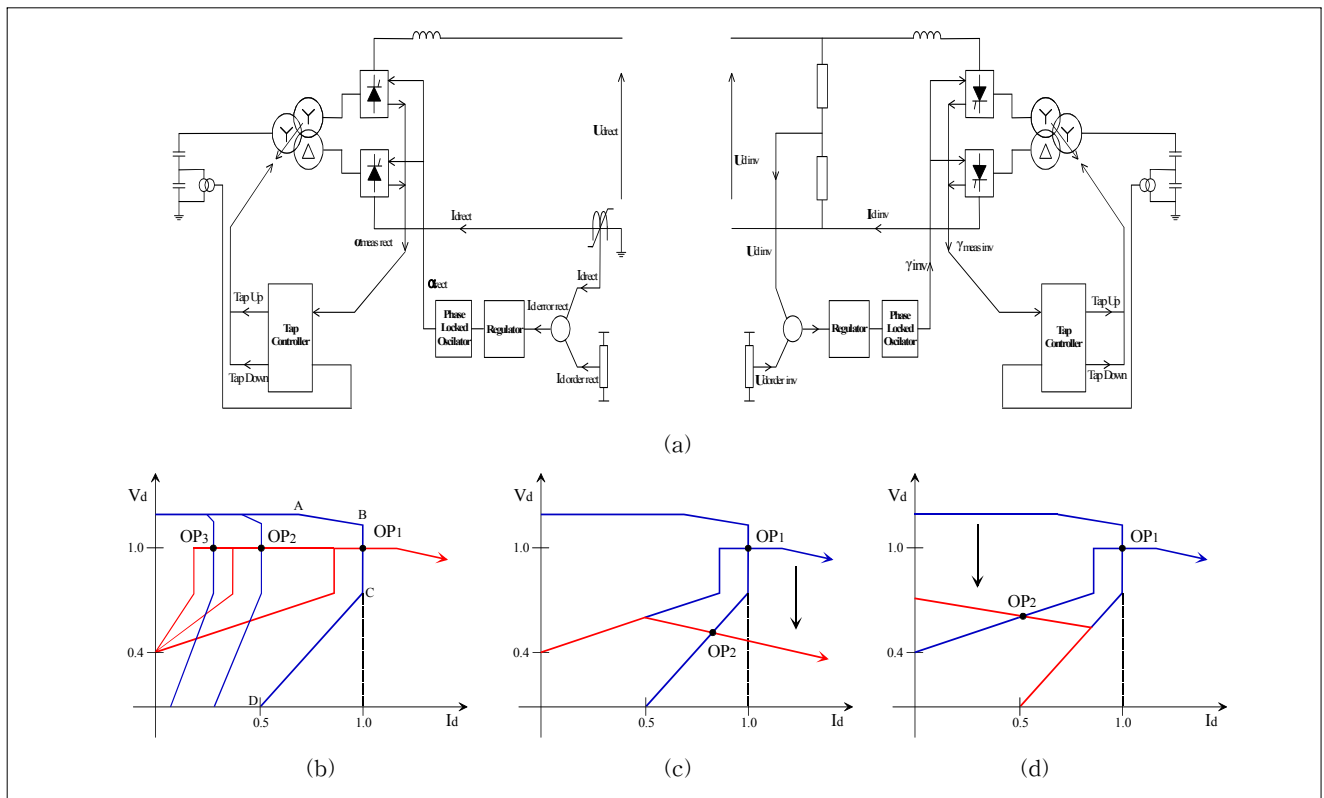 Udrect
Idrect
αmeas rect
αrect
Idrect
Id error rect
Phase
Locked
Oscilator
Regulator
Id order rect
Tap Up
Tap
Controller
Tap Down
Ud inv
Id inv
Ud inv
γ inv
γ meas inv
Regulator
Phase
Locked
Oscilator
Udorder inv
Tap Up
Tap
Controller
Tap Down
Y
Y
Δ
Y
Y
Δ
(a)
Vd
A
B
OP3
OP2
OP1
1.0
C
0.4
D
0.5
1.0
Id
(b)
Vd
OP1
1.0
OP2
0.4
0.5
1.0
Id
(c)
Vd
OP1
1.0
OP2
0.4
0.5
1.0
Id
(d)